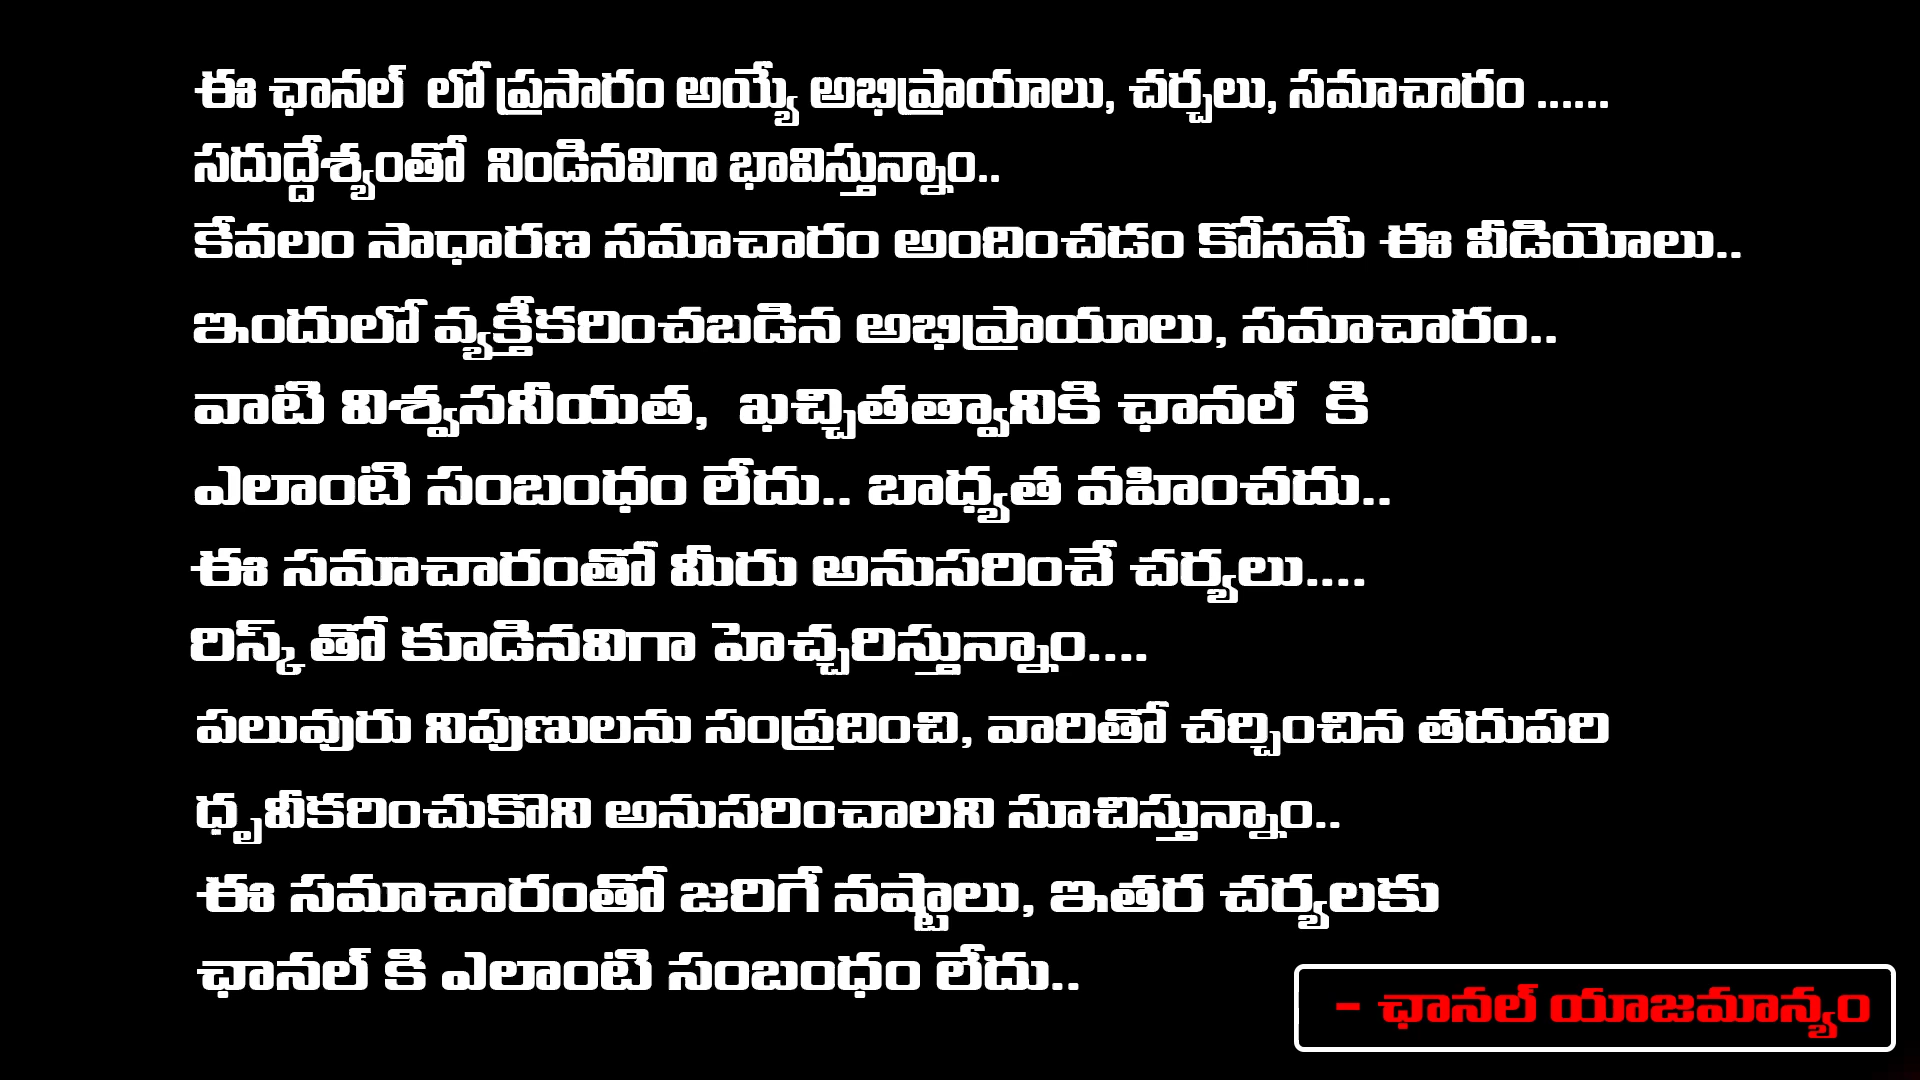 ఈ ఛానల్ లో ప్రసారం అయ్యే అభిప్రాయాలు, చర్చలు, సమాచారం ......
సదుద్దేశ్యంతో నిండినవిగా భావిస్తున్నాం..
కేవలం సాధారణ సమాచారం అందించడం కోసమే ఈ వీడియోలు..
ఇందులో వ్యక్తీకరించబడిన అభిప్రాయాలు, సమాచారం..
వాటి విశ్వసనీయత, ఖచ్చితత్వానికి ఛానల్ కి
ఎలాంటి సంబంధం లేదు.. బాధ్యత వహించదు..
ఈ సమాచారంతో మీరు అనుసరించే చర్యలు....
రిస్క్ తో కూడినవిగా హెచ్చరిస్తున్నాం....
పలువురు నిపుణులను సంప్రదించి, వారితో చర్చించిన తదుపరి
ధృవీకరించుకొని అనుసరించాలని సూచిస్తున్నాం..
ఈ సమాచారంతో జరిగే నష్టాలు, ఇతర చర్యలకు
ఛానల్ కి ఎలాంటి సంబంధం లేదు..
- ఛానల్ యాజమాన్యం